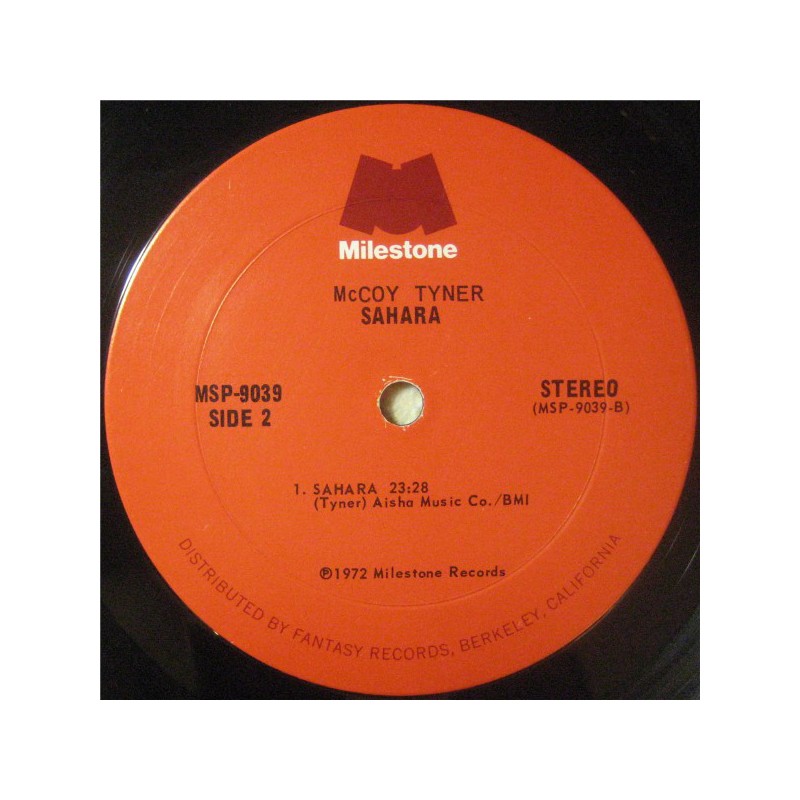 Milestone
McCOY TYNER
SAHARA
MSP-9039
SIDE 2
STEREO
(MSP-9039-B)
1. SAHARA 23:28
(Tyner) Aisha Music Co./BMI
℗1972 Milestone Records
DISTRIBUTED BY FANTASY RECORDS, BERKELEY, CALIFORNIA